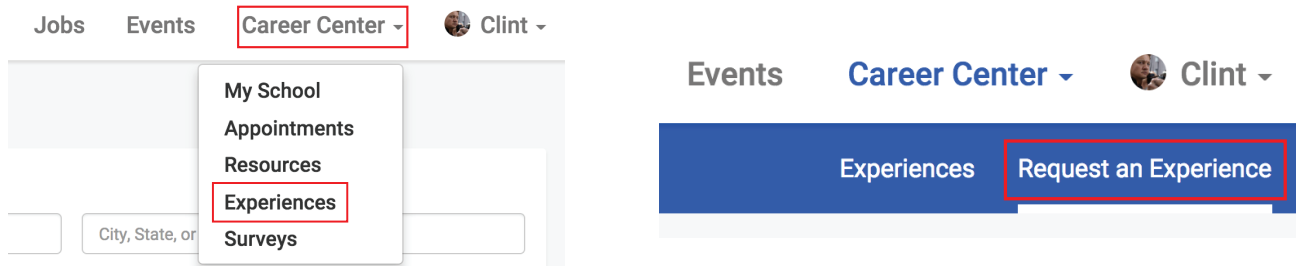 Jobs Events Career Center Clint
My School
Appointments
Resources
Experiences
City, State, or
Surveys
Events Career Center Clint
Experiences Request an Experience